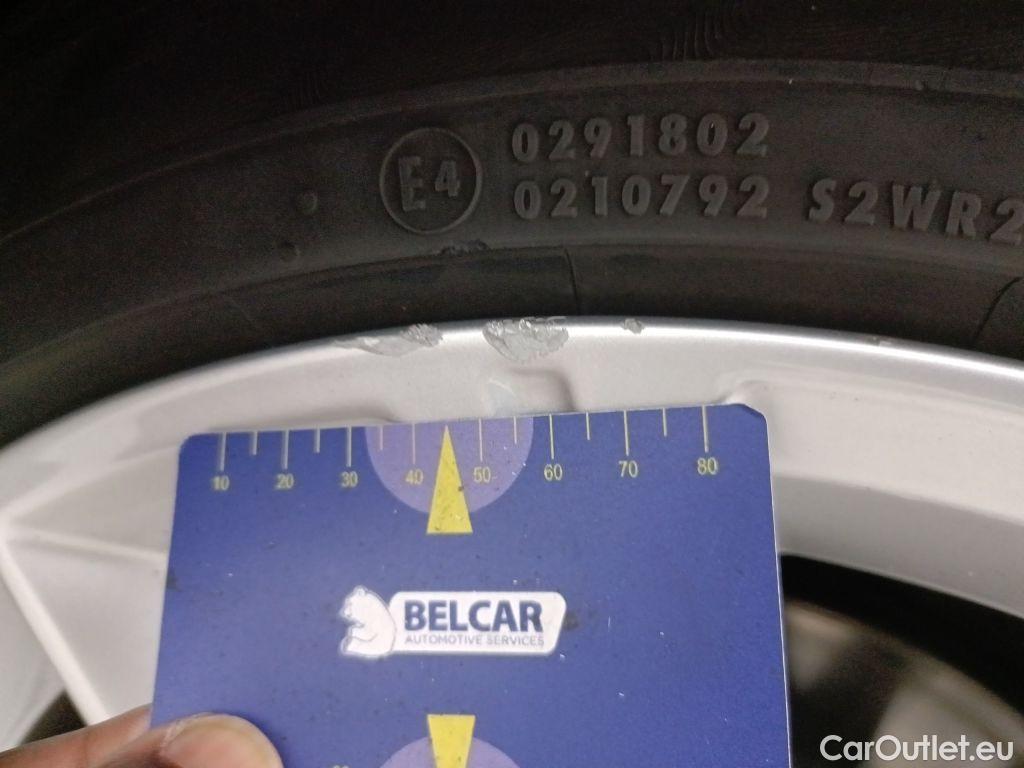 E4
0291802
0210792 S2WR2
10 20 30 40 50 60 70 80
BELCAR
AUTOMOTIVE SERVICES
CarOutlet.eu